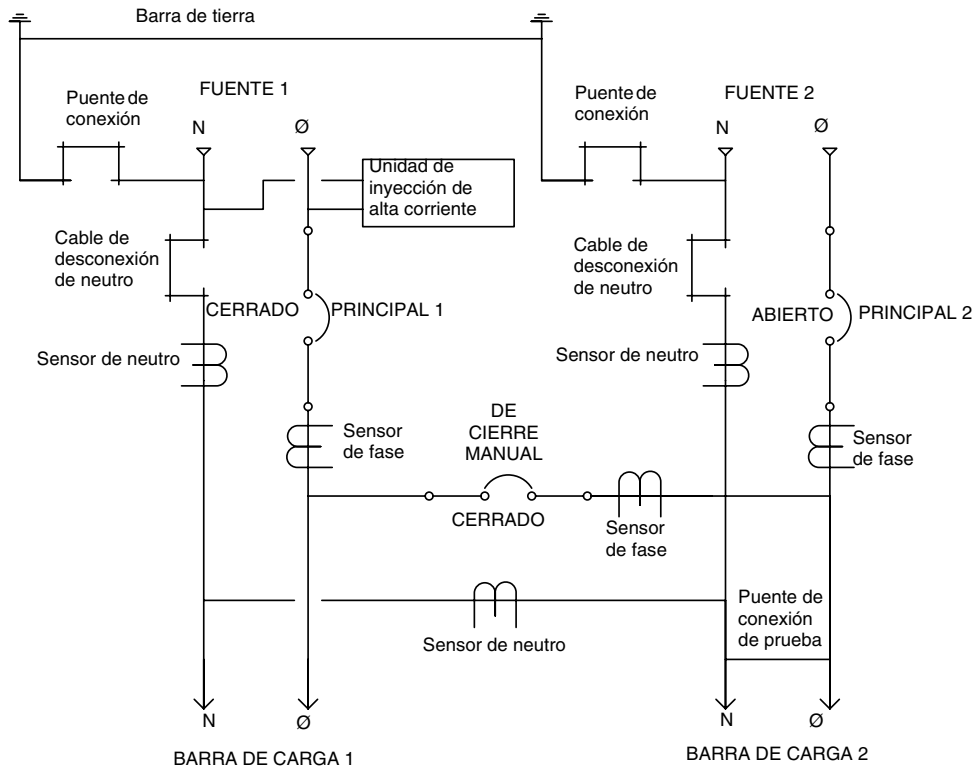 Barra de tierra
FUENTE 1
FUENTE 2
Puente de
conexión
Puente de
conexión
N
Ø
N
Ø
Unidad de
inyección de
alta corriente
Cable de
desconexión
de neutro
Cable de
desconexión
de neutro
CERRADO
PRINCIPAL 1
ABIERTO
PRINCIPAL 2
Sensor de neutro
Sensor de neutro
DE
CIERRE
MANUAL
Sensor
de fase
Sensor
de fase
CERRADO
Sensor
de fase
Puente de
conexión
de prueba
Sensor de neutro
N
Ø
N
Ø
BARRA DE CARGA 1
BARRA DE CARGA 2